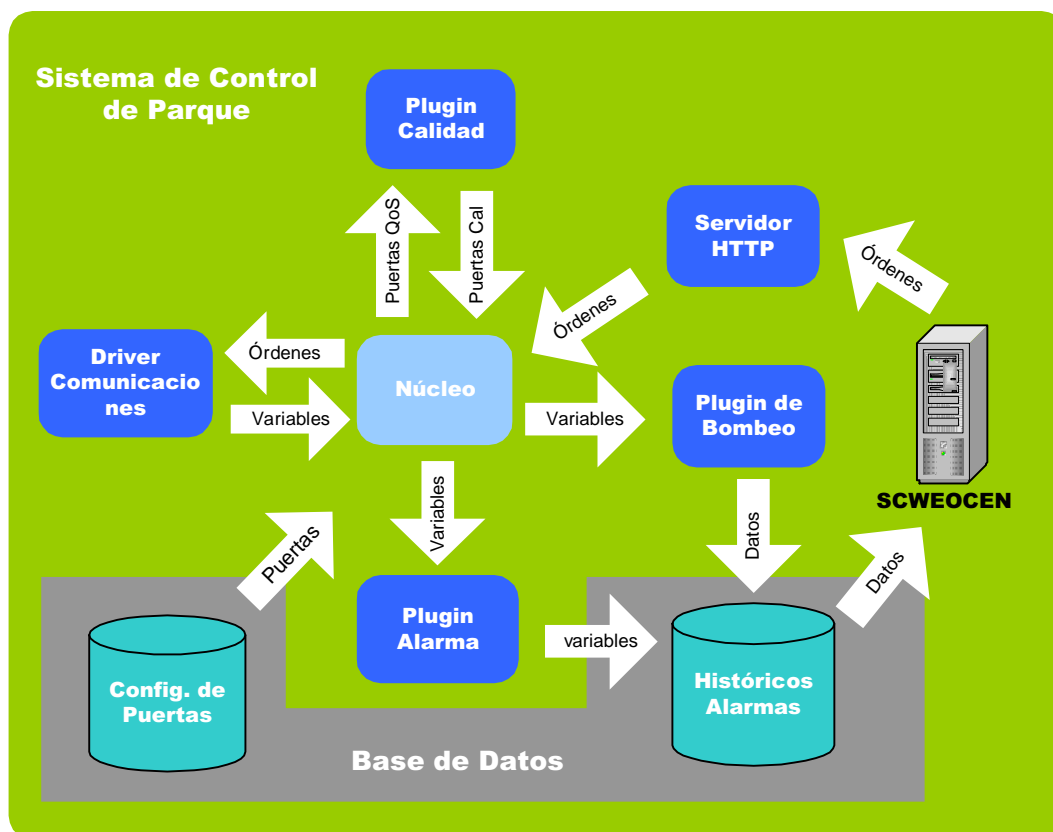 Sistema de Control
de Parque
Plugin
Calidad
Puertas QoS
Puertas Cal
Servidor
HTTP
Órdenes
Órdenes
Driver
Comunicacio
nes
Órdenes
Variables
Núcleo
Variables
Plugin de
Bombeo
SCWEOCEN
Variables
Datos
Datos
Puertas
Plugin
Alarma
variables
Config. de
Puertas
Históricos
Alarmas
Base de Datos